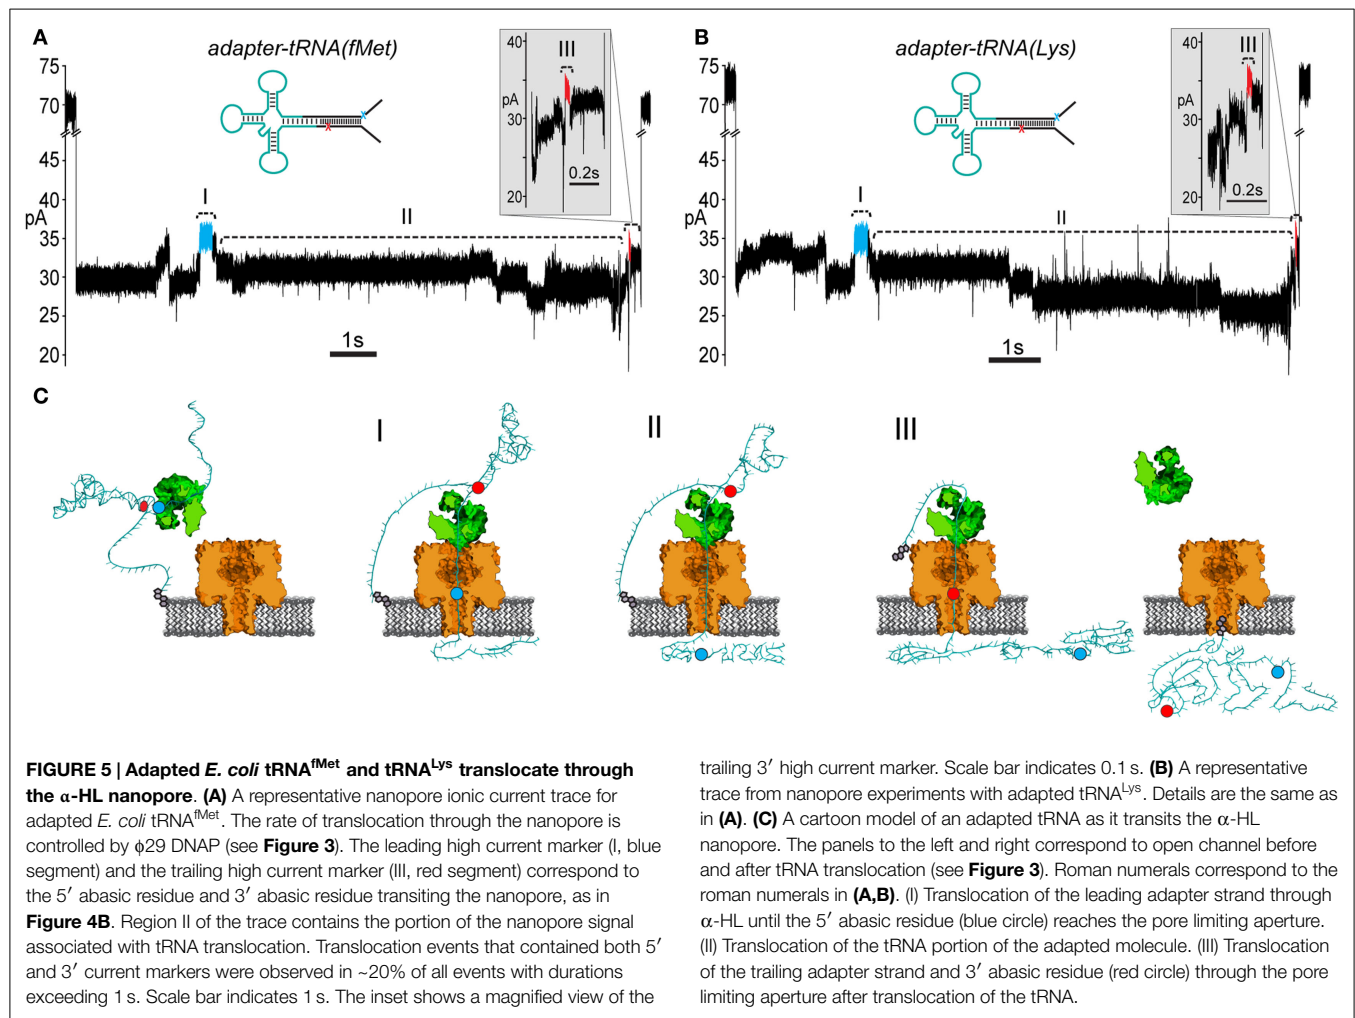 A
adapter-tRNA(fMet)
75
70
45
40
pA
35
30
25
20
I
II
1s
40
III
pA
30
20
0.2s
B
adapter-tRNA(Lys)
75
70
45
40
pA
35
30
25
20
I
II
1s
40
III
pA
30
20
0.2s
C
I
II
III
FIGURE 5 | Adapted E. coli tRNAfMet and tRNALys translocate through
the α-HL nanopore. (A) A representative nanopore ionic current trace for
adapted E. coli tRNAfMet. The rate of translocation through the nanopore is
controlled by ϕ29 DNAP (see Figure 3). The leading high current marker (I, blue
segment) and the trailing high current marker (III, red segment) correspond to
the 5′ abasic residue and 3′ abasic residue transiting the nanopore, as in
Figure 4B. Region II of the trace contains the portion of the nanopore signal
associated with tRNA translocation. Translocation events that contained both 5′
and 3′ current markers were observed in ~20% of all events with durations
exceeding 1 s. Scale bar indicates 1 s. The inset shows a magnified view of the
trailing 3′ high current marker. Scale bar indicates 0.1 s. (B) A representative
trace from nanopore experiments with adapted tRNALys. Details are the same as
in (A). (C) A cartoon model of an adapted tRNA as it transits the α-HL
nanopore. The panels to the left and right correspond to open channel before
and after tRNA translocation (see Figure 3). Roman numerals correspond to the
roman numerals in (A,B). (I) Translocation of the leading adapter strand through
α-HL until the 5′ abasic residue (blue circle) reaches the pore limiting aperture.
(II) Translocation of the tRNA portion of the adapted molecule. (III) Translocation
of the trailing adapter strand and 3′ abasic residue (red circle) through the pore
limiting aperture after translocation of the tRNA.